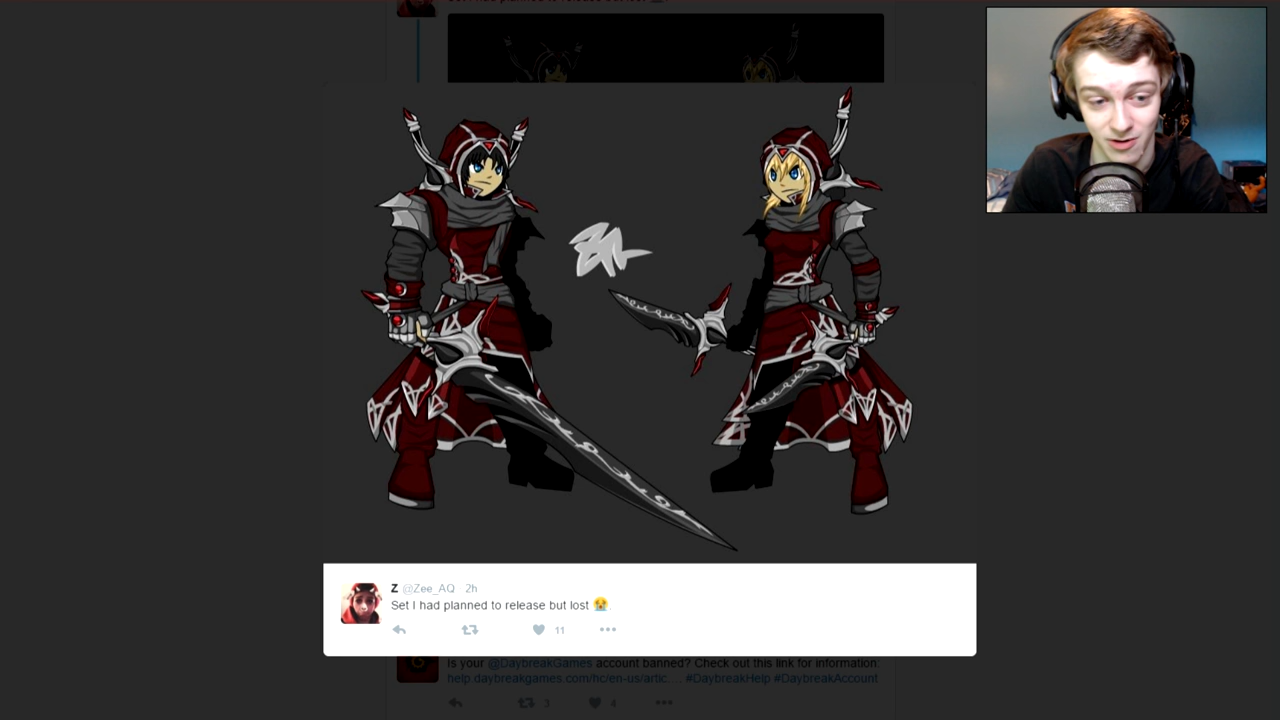 Z @Zee_AQ 2h
Set I had planned to release but lost 😭
11
Is your @DaybreakGames account banned? Check out this link for information:
help.daybreakgames.com/hc/en-us/artic... #DaybreakHelp #DaybreakAccount
3 4